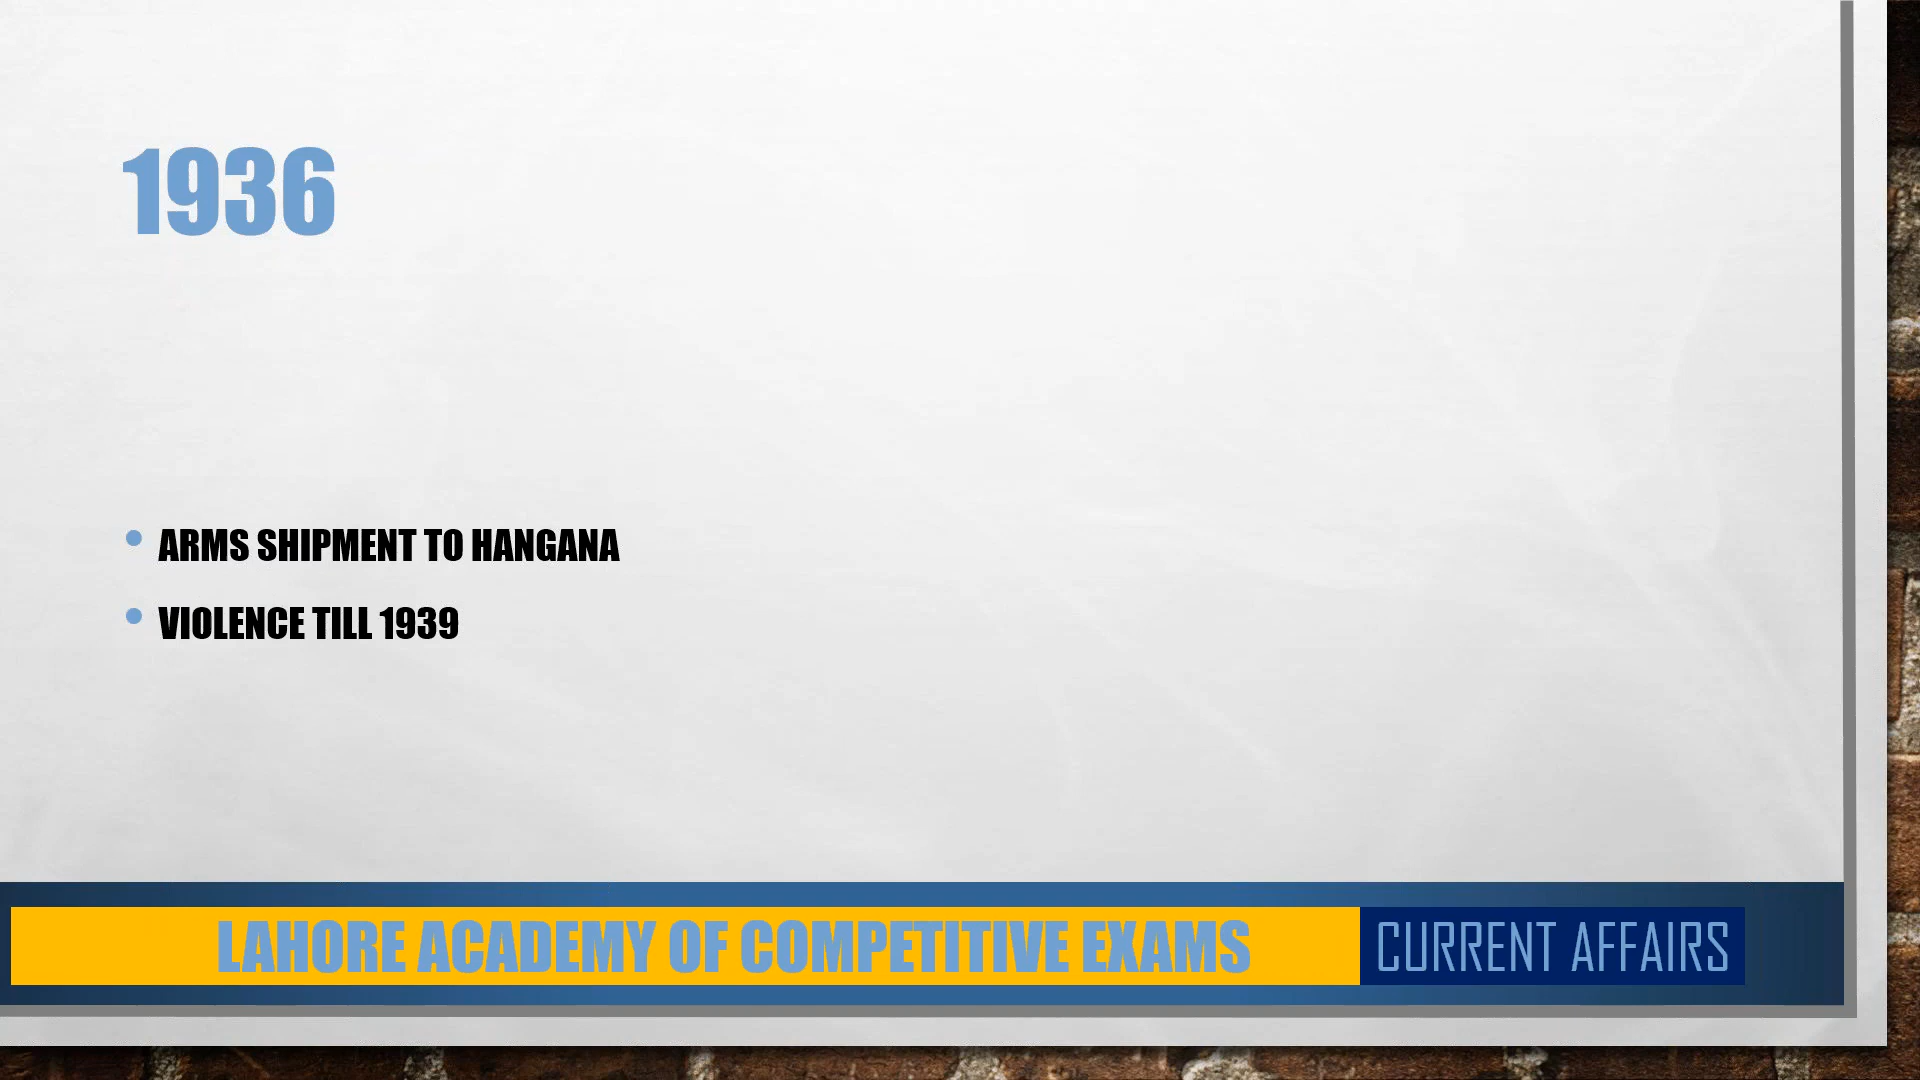 1936
ARMS SHIPMENT TO HANGANA
VIOLENCE TILL 1939
LAHORE ACADEMY OF COMPETITIVE EXAMS
CURRENT AFFAIRS